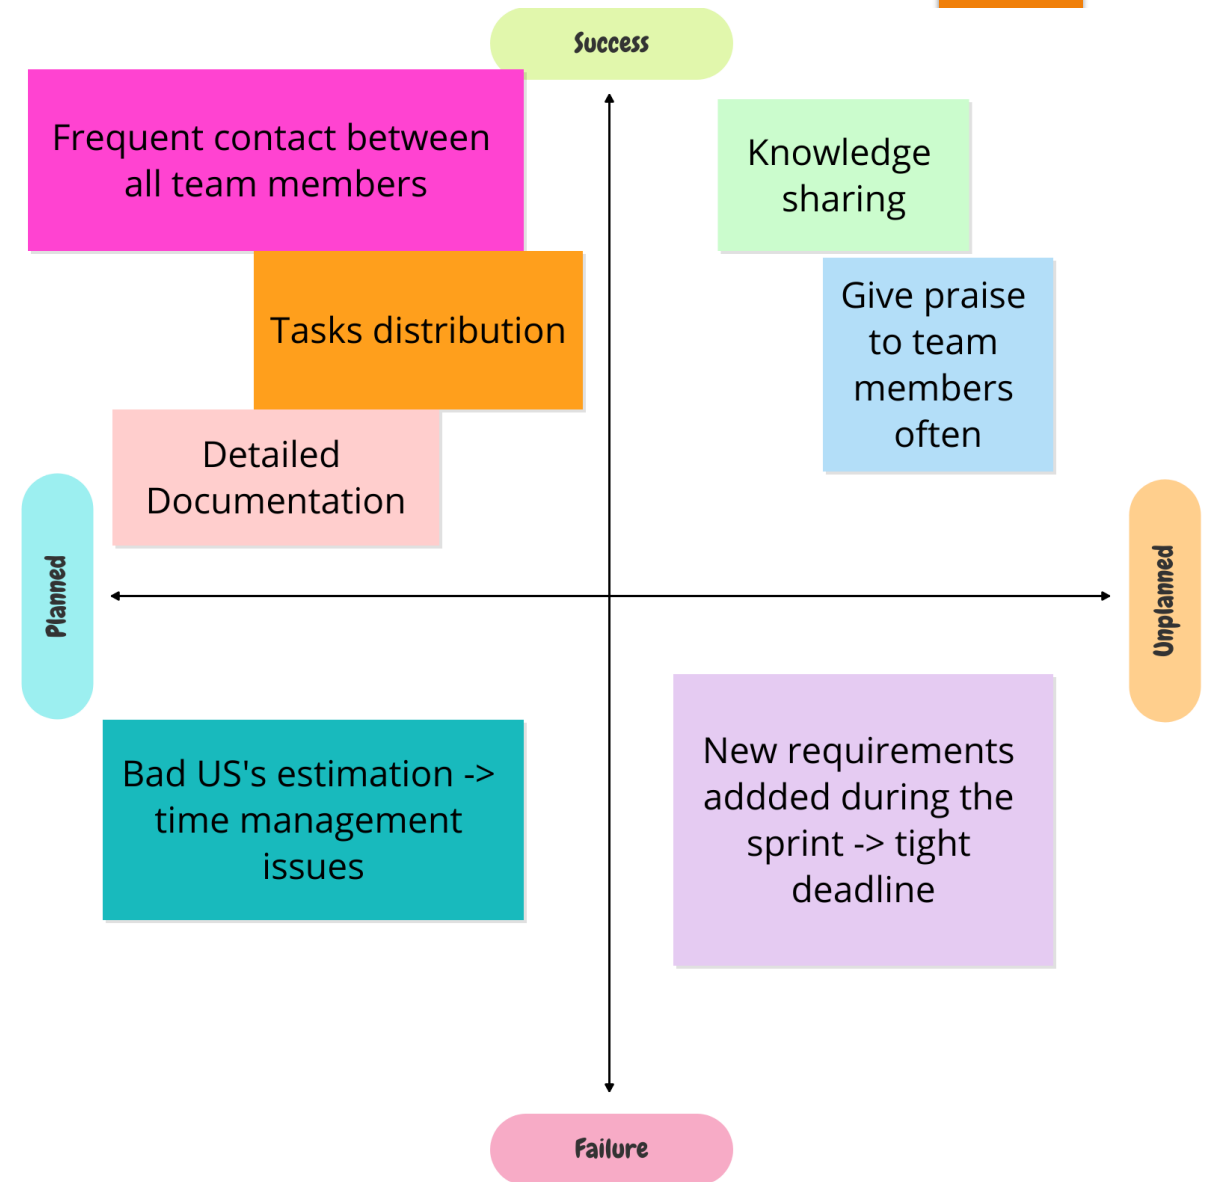 Success
Frequent contact between
all team members
Knowledge
sharing
Tasks distribution
Give praise
to team
members
often
Detailed
Documentation
Planned
Unplanned
Bad US's estimation ->
time management
issues
New requirements
addded during the
sprint -> tight
deadline
Failure